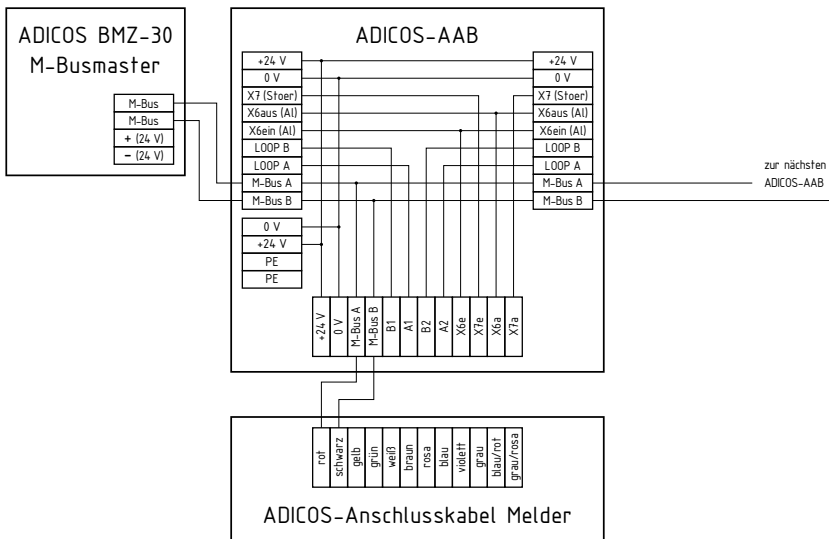 ADICOS BMZ-30
M-Busmaster
M-Bus
M-Bus
+ (24 V)
- (24 V)
ADICOS-AAB
+24 V
0 V
X7 (Stoer)
X6aus (Al)
X6ein (Al)
LOOP B
LOOP A
M-Bus A
M-Bus B
0 V
+24 V
PE
PE
+24 V
0 V
X7 (Stoer)
X6aus (Al)
X6ein (Al)
LOOP B
LOOP A
M-Bus A
M-Bus B
zur nächsten
ADICOS-AAB
+24 V
0 V
M-Bus A
M-Bus B
B1
A1
B2
A2
X6e
X7e
X6a
X7a
rot
schwarz
gelb
grün
weiß
braun
rosa
blau
violett
grau
blau/rot
grau/rosa
ADICOS-Anschlusskabel Melder